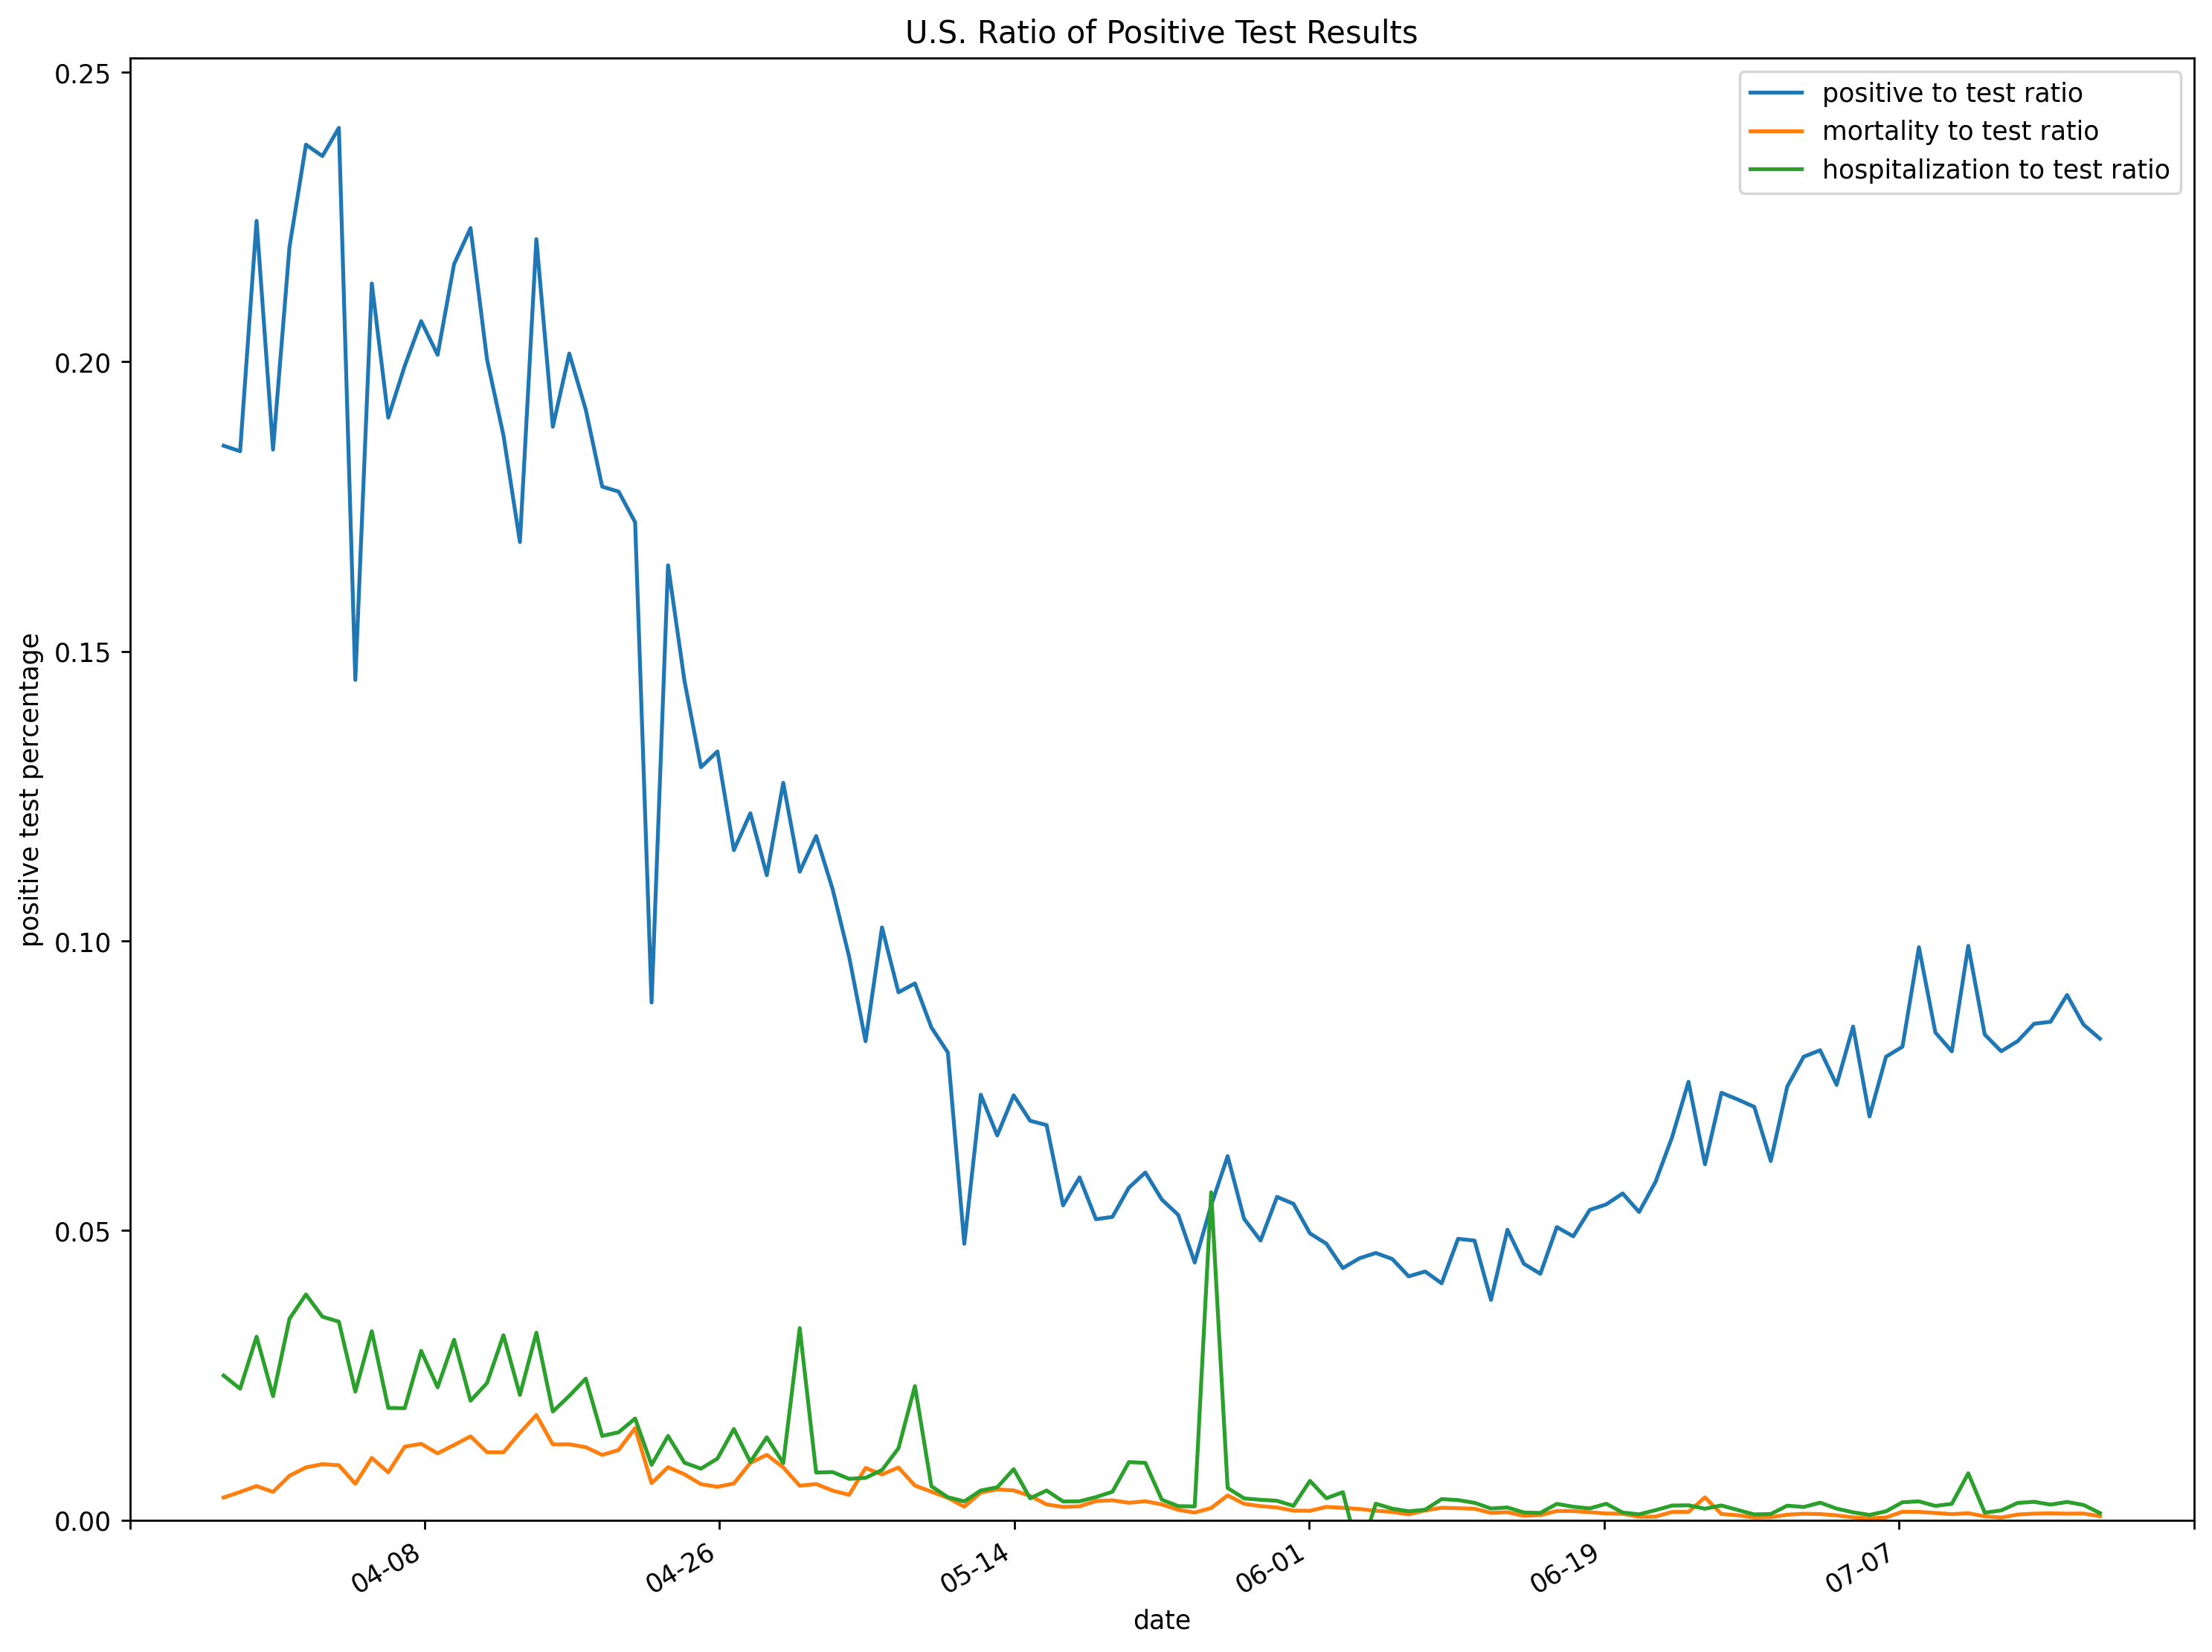 U.S. Ratio of Positive Test Results
positive to test ratio
mortality to test ratio
hospitalization to test ratio
positive test percentage
0.25
0.20
0.15
0.10
0.05
0.00
04-08
04-26
05-14
06-01
06-19
07-07
date